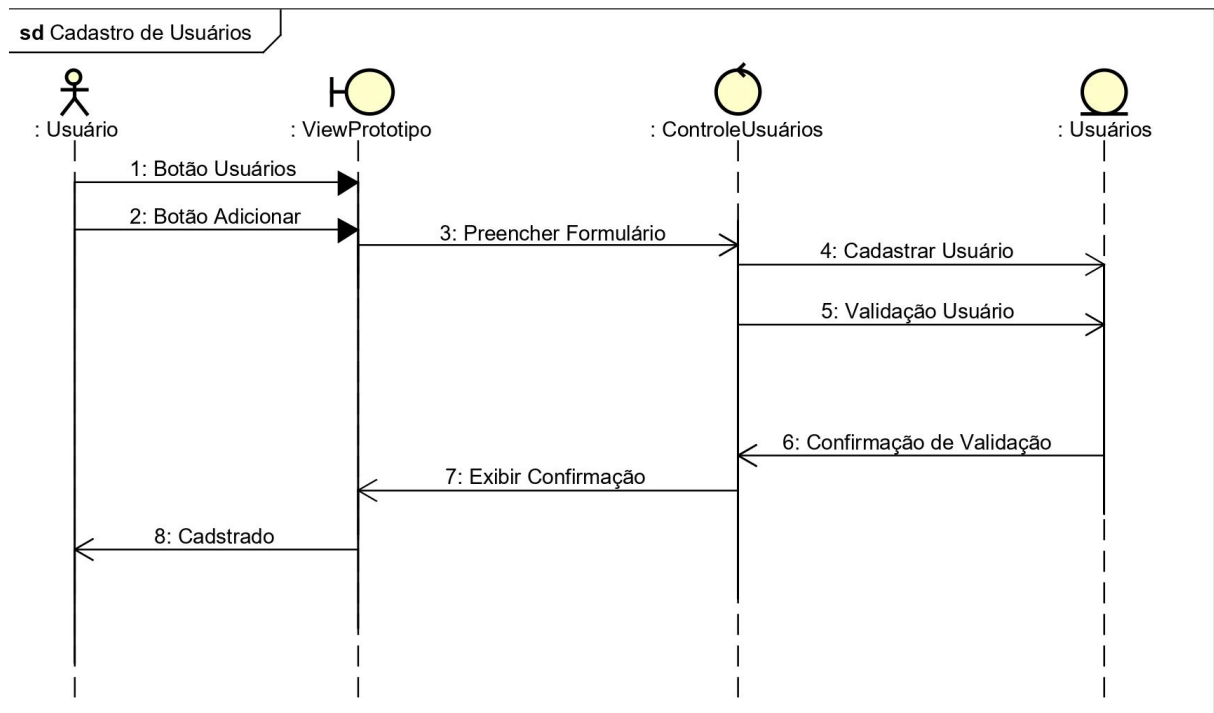 sd Cadastro de Usuários
: Usuário
: ViewPrototipo
: ControleUsuários
: Usuários
1: Botão Usuários
2: Botão Adicionar
3: Preencher Formulário
4: Cadastrar Usuário
5: Validação Usuário
6: Confirmação de Validação
7: Exibir Confirmação
8: Cadstrado